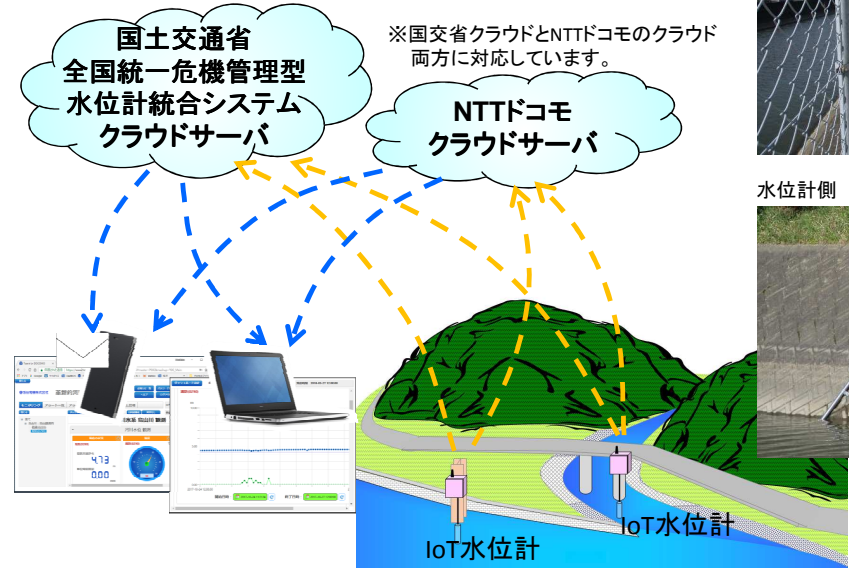 国土交通省
全国統一危機管理型
水位計統合システム
クラウドサーバ
※国交省クラウドとNTTドコモのクラウド
両方に対応しています。
NTTドコモ
クラウドサーバ
水位計側
4.73
0.00
IoT水位計
IoT水位計